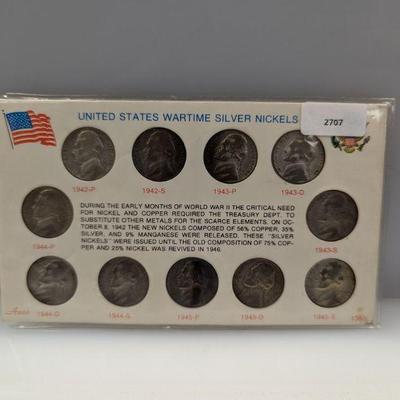 UNITED STATES WARTIME SILVER NICKELS
2707
1942-P
1942-S
1943-P
1943-D
DURING THE EARLY MONTHS OF WORLD WAR II THE CRITICAL NEED
FOR NICKEL AND COPPER REQUIRED THE TREASURY DEPT. TO
SUBSTITUTE OTHER METALS FOR THE SCARCE ELEMENTS. ON OC-
TOBER 8, 1942 THE NEW NICKELS COMPOSED OF 56% COPPER, 35%
SILVER, AND 9% MANGANESE WERE RELEASED. THESE "SILVER
NICKELS" WERE ISSUED UNTIL THE OLD COMPOSITION OF 75% COP-
PER AND 25% NICKEL WAS REVIVED IN 1946.
1944-P
1943-S
1944-D
1944-S
1945-P
1945-D
1945-S